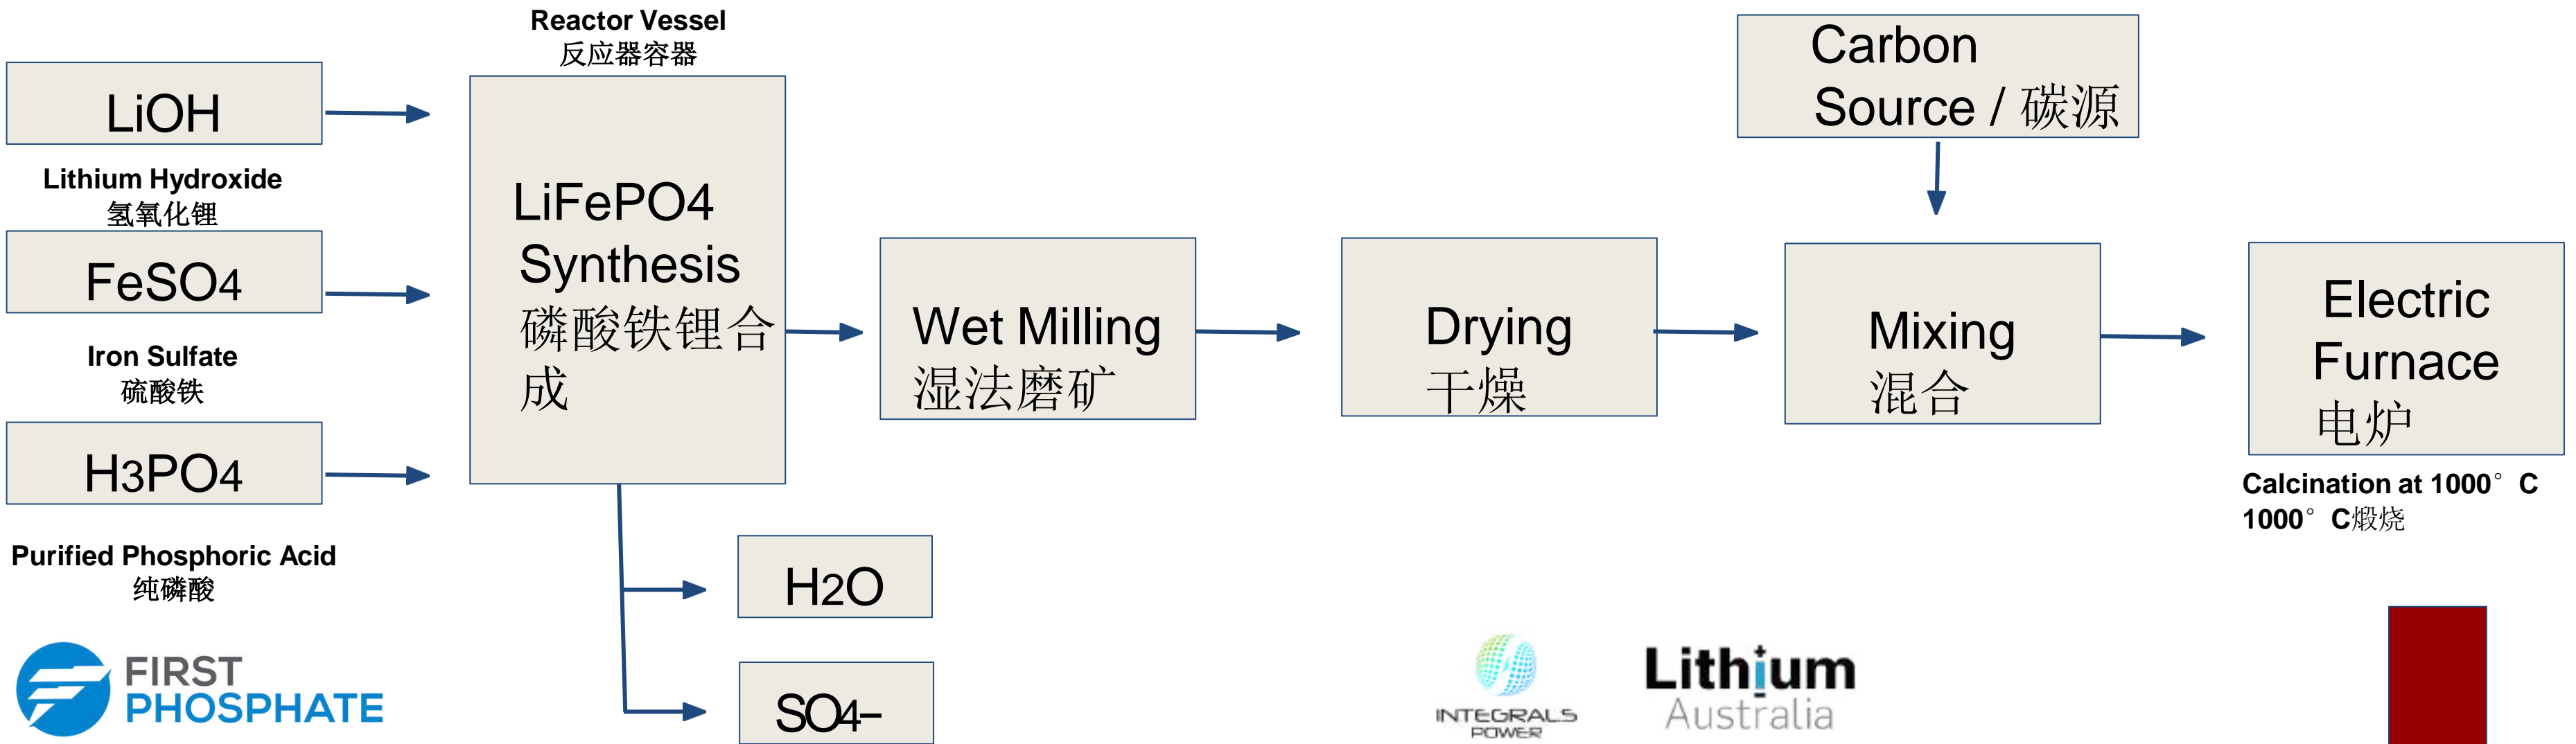 Reactor Vessel
反应器容器
LiOH
Lithium Hydroxide
氢氧化锂
FeSO4
Iron Sulfate
硫酸铁
H3PO4
Purified Phosphoric Acid
纯磷酸
LiFePO4
Synthesis
磷酸铁锂合
成
H2O
SO4–
Wet Milling
湿法磨矿
Drying
干燥
Carbon
Source / 碳源
Mixing
混合
Electric
Furnace
电炉
Calcination at 1000° C
1000° C煅烧
FIRST
PHOSPHATE
INTEGRALS
POWER
Lithium
Australia